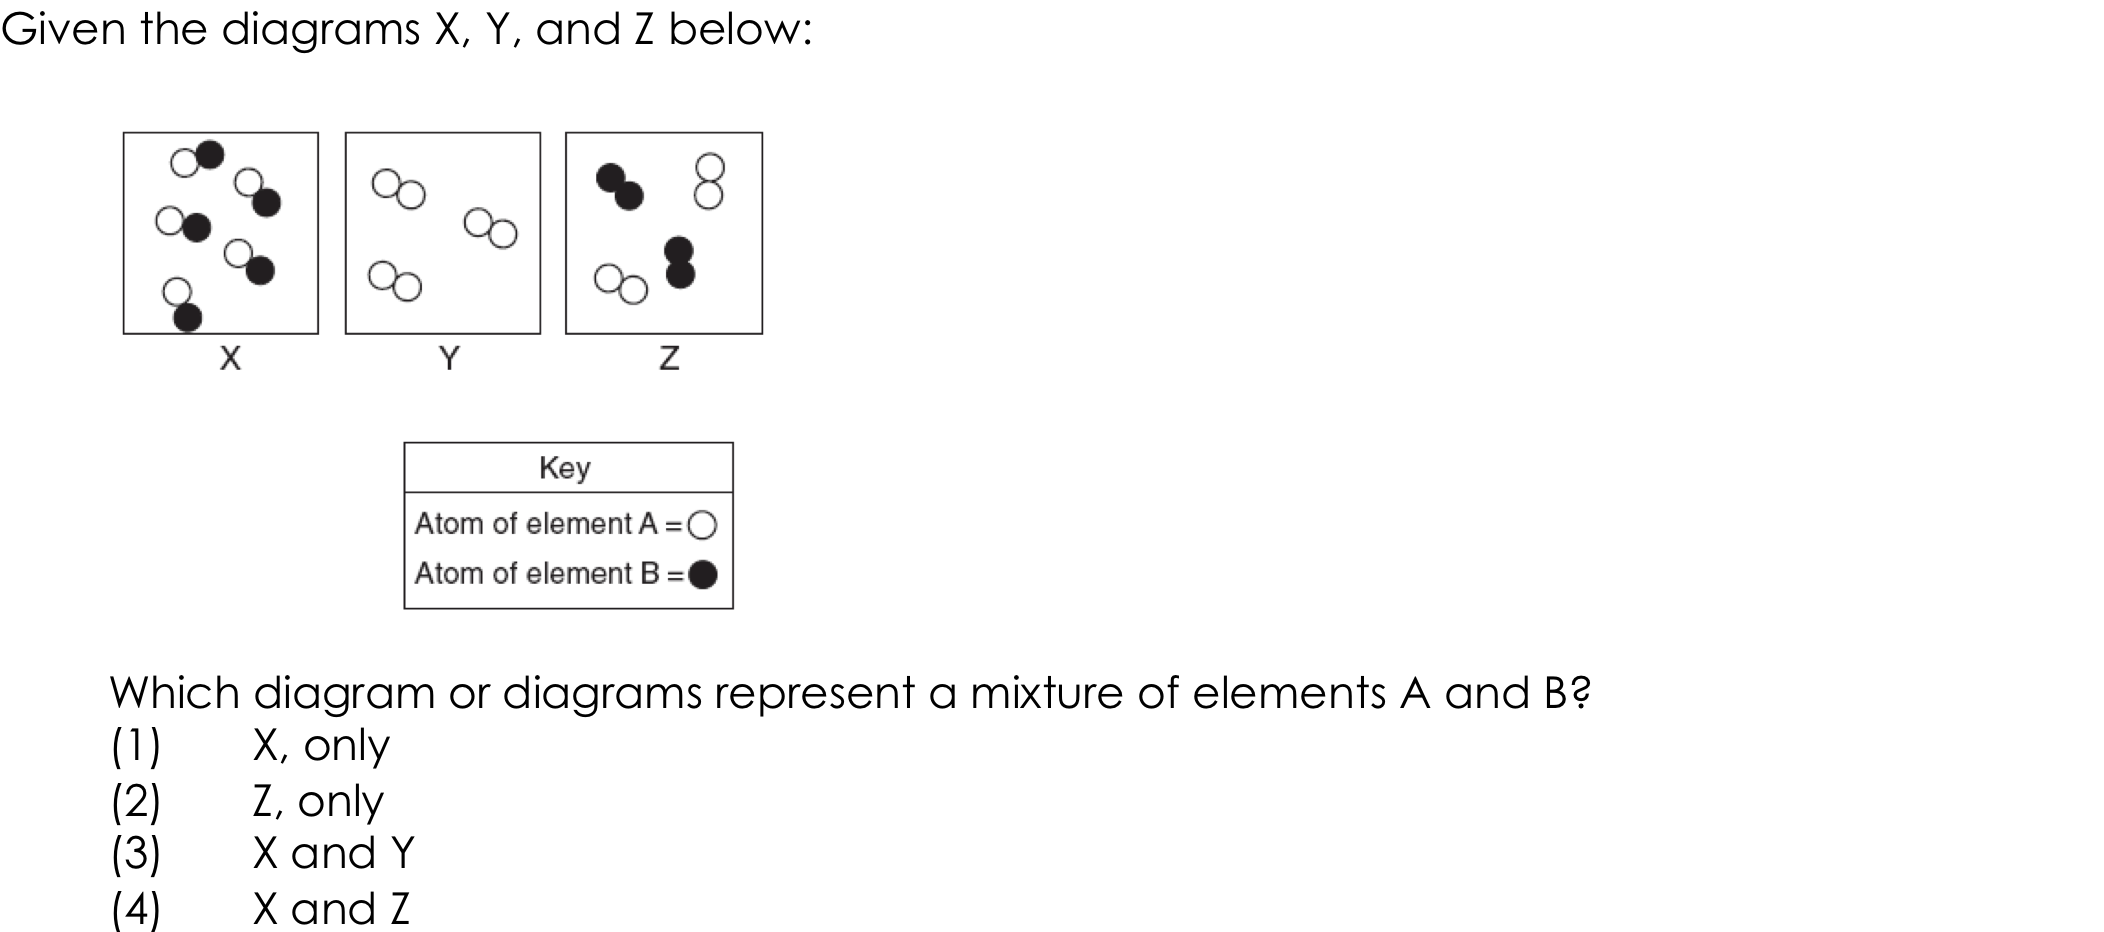 Given the diagrams X, Y, and Z below:
X Y Z
Key
Atom of element A =
Atom of element B =
Which diagram or diagrams represent a mixture of elements A and B?
(1) X, only
(2) Z, only
(3) X and Y
(4) X and Z